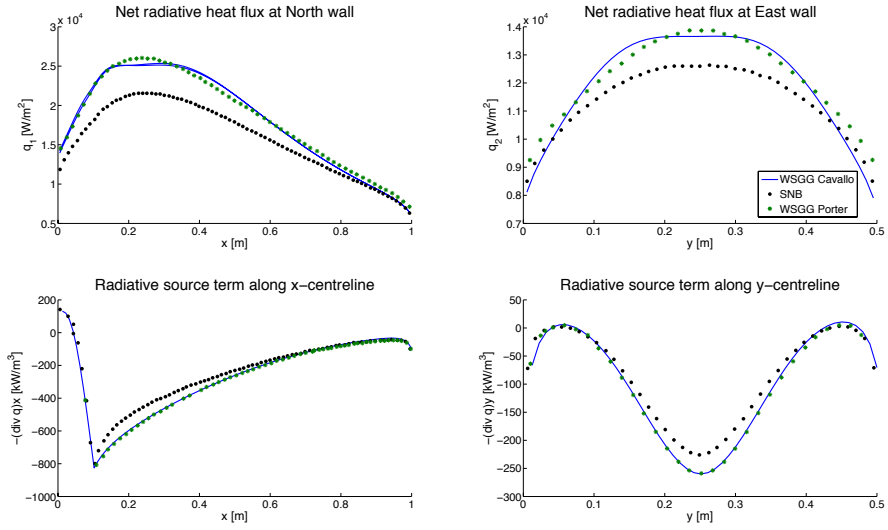 Net radiative heat flux at North wall
x 10⁴
3
2.5
2
1.5
1
0.5
q₁ [W/m²]
0 0.2 0.4 0.6 0.8 1
x [m]
Net radiative heat flux at East wall
x 10⁴
1.4
1.3
1.2
1.1
1
0.9
0.8
0.7
q₂ [W/m²]
WSGG Cavallo
SNB
WSGG Porter
0 0.1 0.2 0.3 0.4 0.5
y [m]
Radiative source term along x−centreline
200
0
−200
−400
−600
−800
−1000
−(div q)x [kW/m³]
0 0.2 0.4 0.6 0.8 1
x [m]
Radiative source term along y−centreline
50
0
−50
−100
−150
−200
−250
−300
−(div q)y [kW/m³]
0 0.1 0.2 0.3 0.4 0.5
y [m]